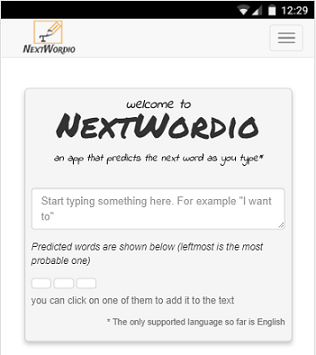 12:29
NextWordio
welcome to
NextWordio
an app that predicts the next word as you type*
Start typing something here. For example "I want
to"
Predicted words are shown below (leftmost is the most
probable one)
you can click on one of them to add it to the text
* The only supported language so far is English